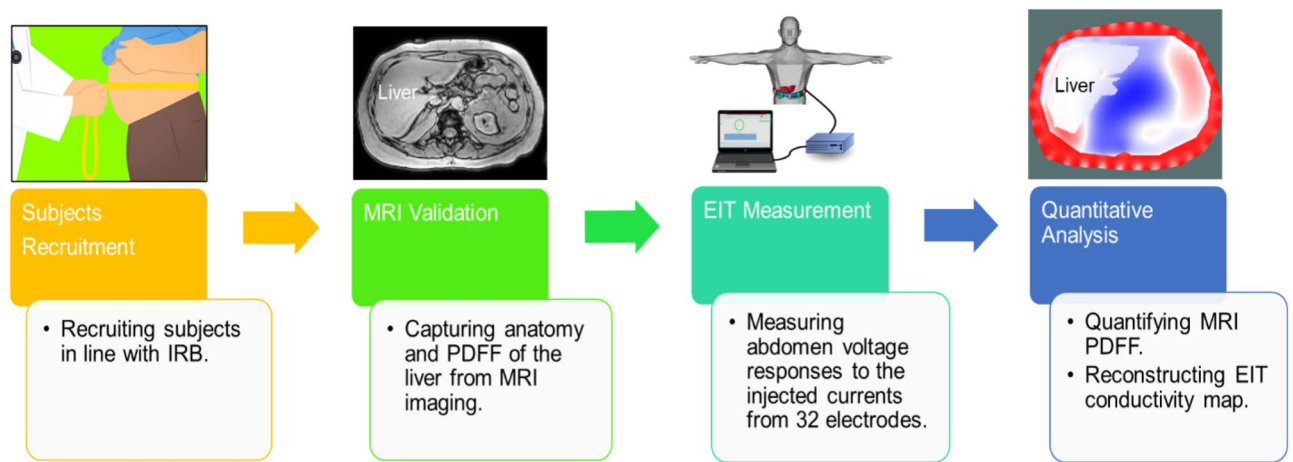 Liver
Liver
Subjects
Recruitment
MRI Validation
EIT Measurement
Quantitative
Analysis
• Recruiting subjects
in line with IRB.
• Capturing anatomy
and PDFF of the
liver from MRI
imaging.
• Measuring
abdomen voltage
responses to the
injected currents
from 32 electrodes.
• Quantifying MRI
PDFF.
• Reconstructing EIT
conductivity map.